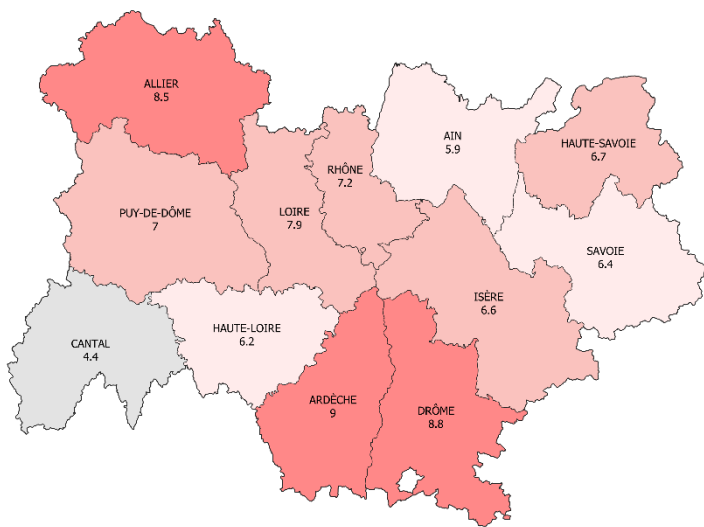 ALLIER
8.5
AIN
5.9
HAUTE-SAVOIE
6.7
RHÔNE
7.2
PUY-DE-DÔME
7
LOIRE
7.9
SAVOIE
6.4
ISÈRE
6.6
HAUTE-LOIRE
6.2
CANTAL
4.4
ARDÈCHE
9
DRÔME
8.8